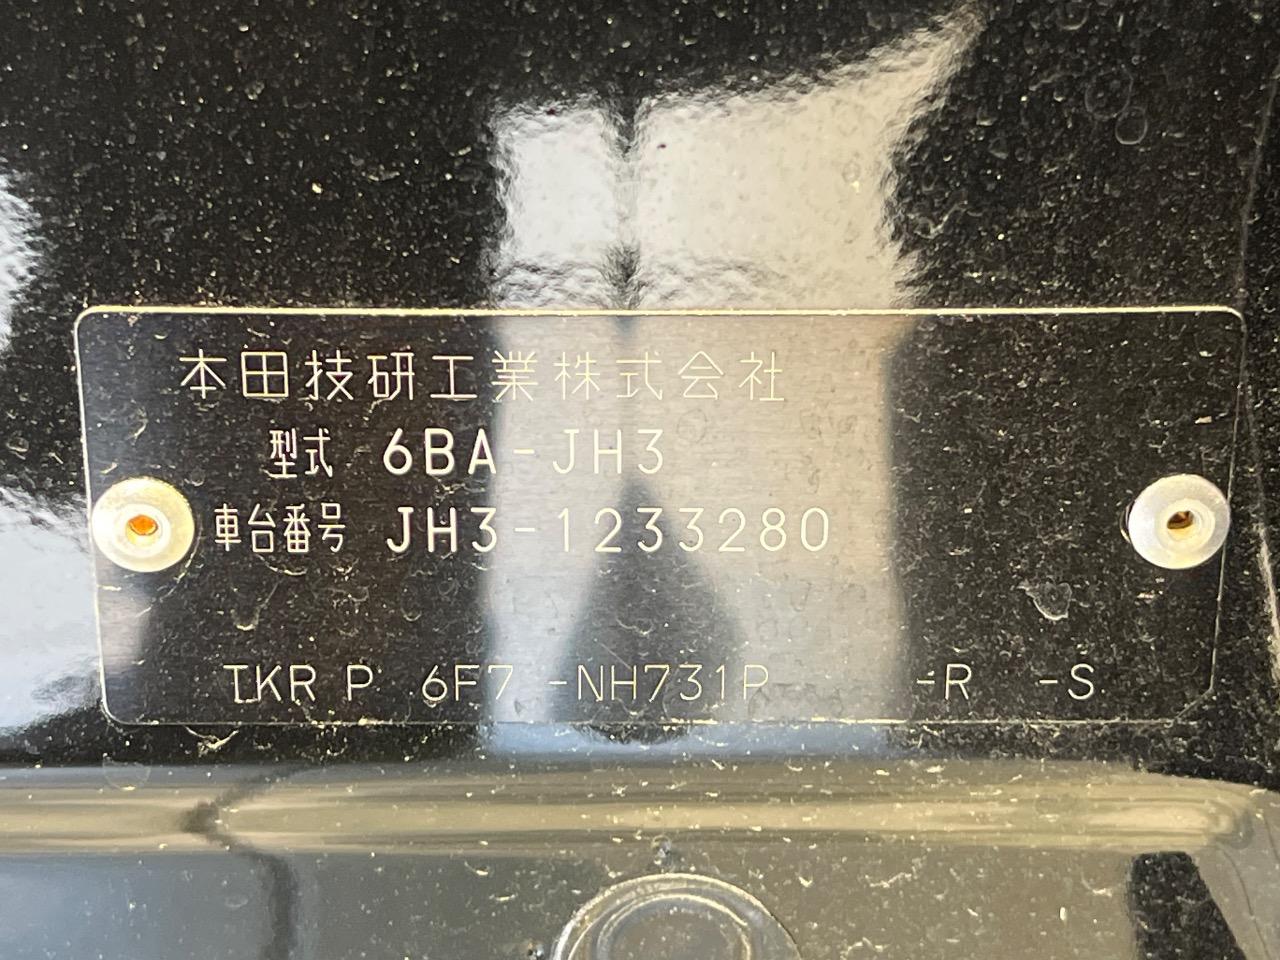 本田技研工業株式会社
型式 6BA-JH3
車台番号 JH3-1233280
TKR P 6F7 -NH731P -R -S